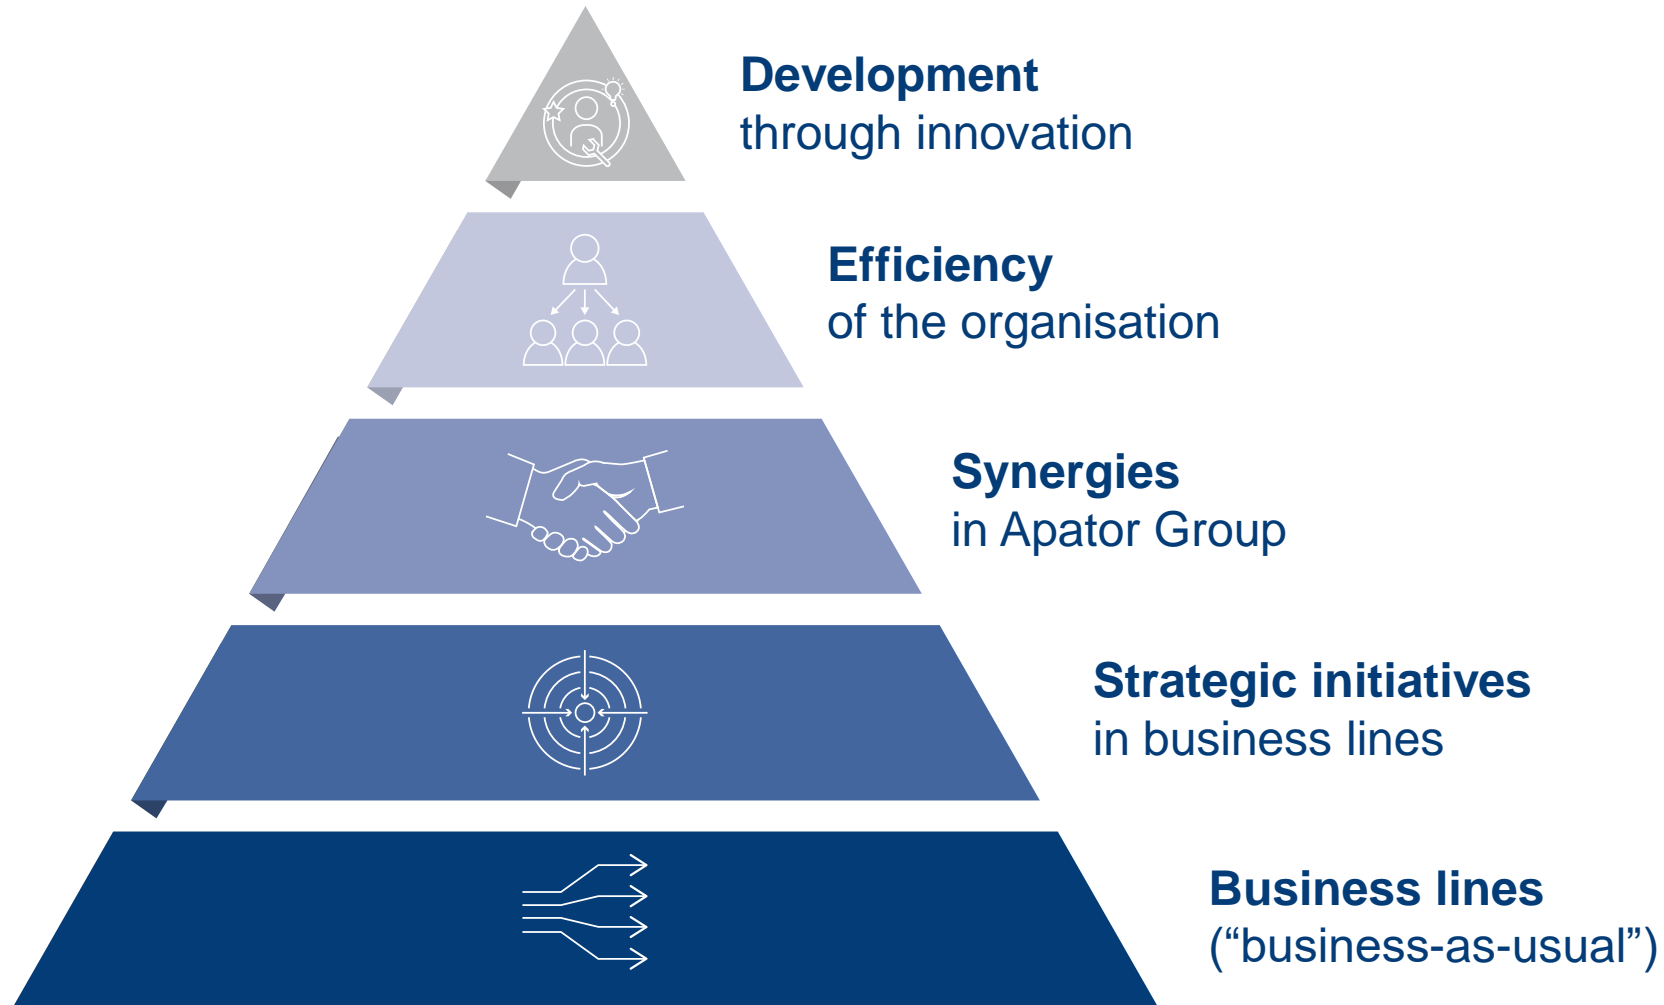 Development
through innovation
Efficiency
of the organisation
Synergies
in Apator Group
Strategic initiatives
in business lines
Business lines
(“business-as-usual”)